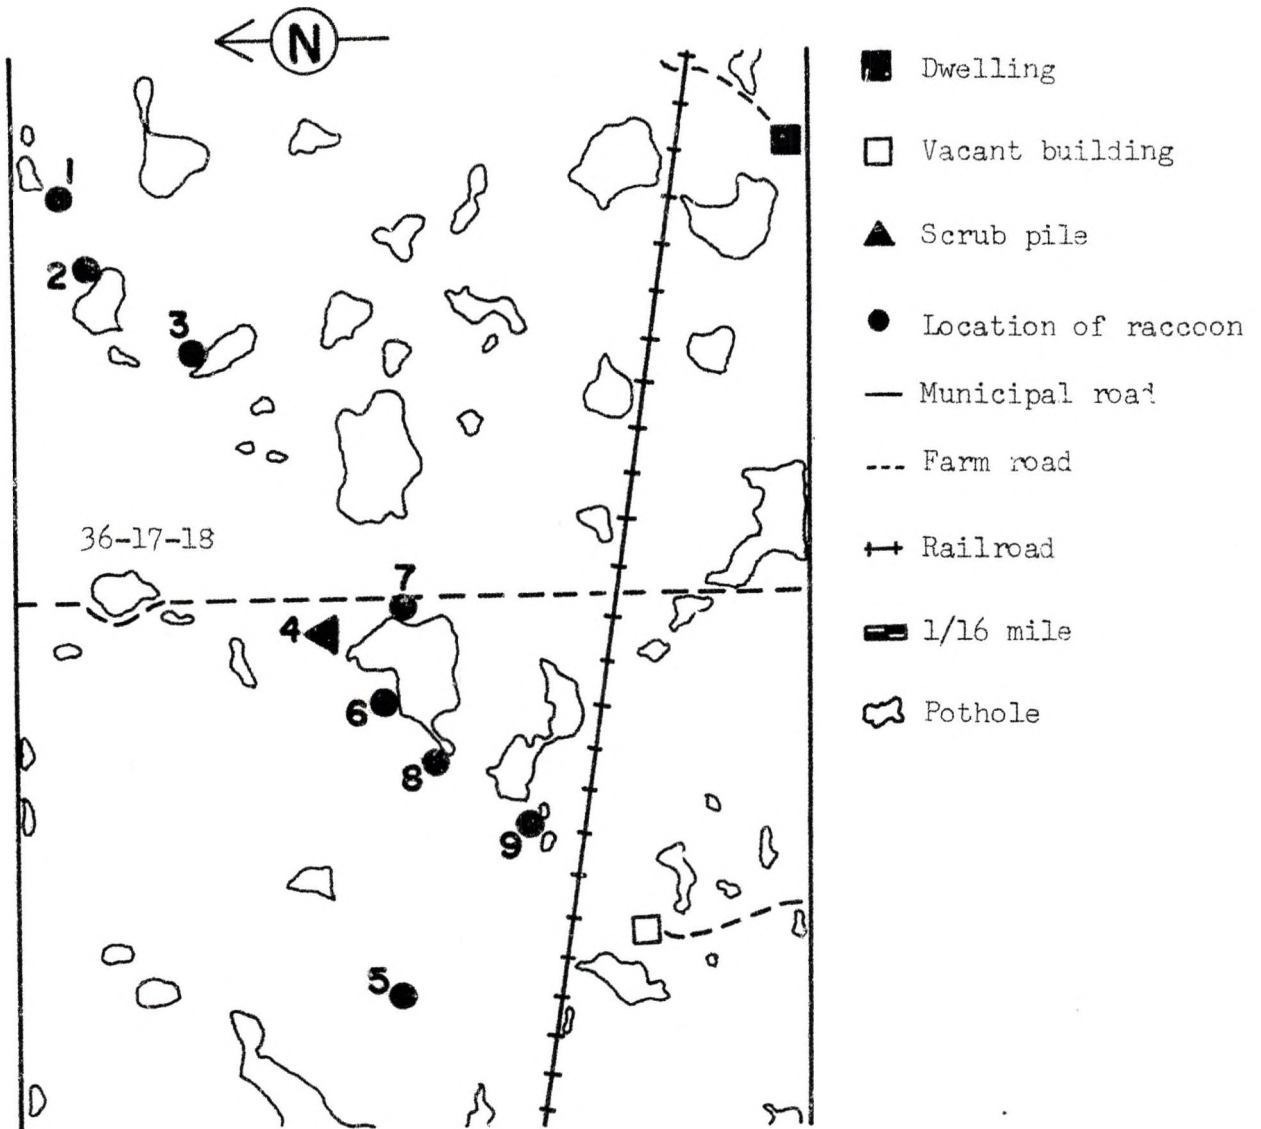 N
1
2
3
36-17-18
7
4
6
8
9
5
Dwelling
Vacant building
Scrub pile
Location of raccoon
Municipal road
Farm road
Railroad
1/16 mile
Pothole